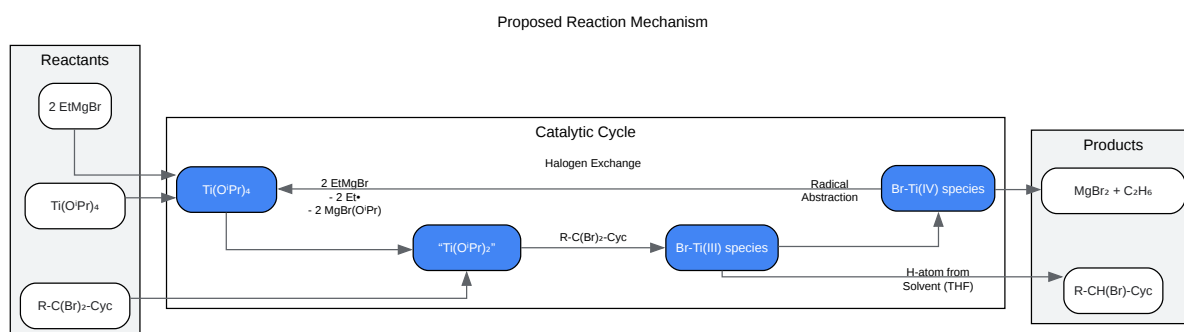 Proposed Reaction Mechanism
Reactants
2 EtMgBr
Ti(OⁱPr)₄
R-C(Br)₂-Cyc
Catalytic Cycle
Halogen Exchange
Ti(OⁱPr)₄
2 EtMgBr
- 2 Et•
- 2 MgBr(OⁱPr)
Radical
Abstraction
Br-Ti(IV) species
“Ti(OⁱPr)₂”
R-C(Br)₂-Cyc
Br-Ti(III) species
H-atom from
Solvent (THF)
Products
MgBr₂ + C₂H₆
R-CH(Br)-Cyc